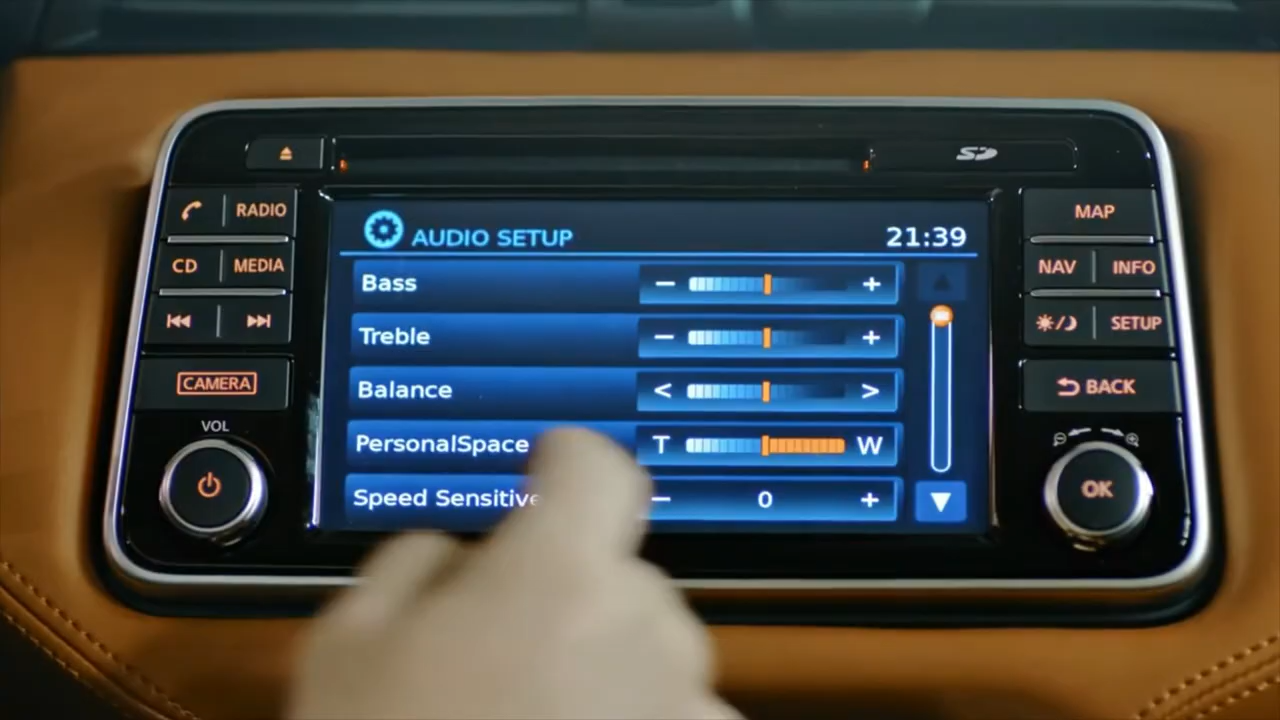 SD
RADIO
MAP
AUDIO SETUP
21:39
CD
MEDIA
NAV
INFO
Bass
- +
Treble
- +
SETUP
Balance
< >
CAMERA
BACK
PersonalSpace
T W
VOL
Speed Sensitive
- 0 +
OK